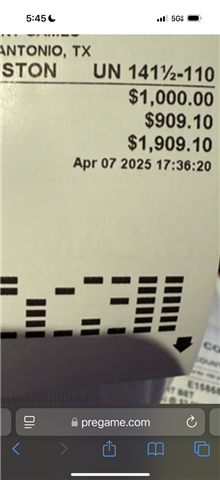 5:45
5G
ANTONIO, TX
STON UN 141½-110
$1,000.00
$909.10
$1,909.10
Apr 07 2025 17:36:20
pregame.com